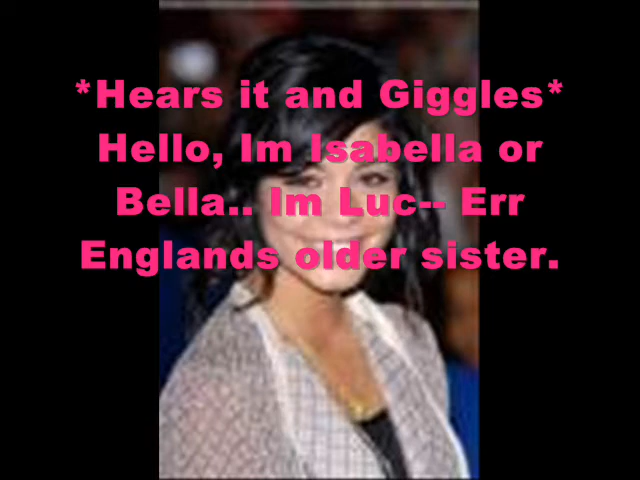 *Hears it and Giggles*
Hello, Im Isabella or
Bella.. Im Luc-- Err
Englands older sister.